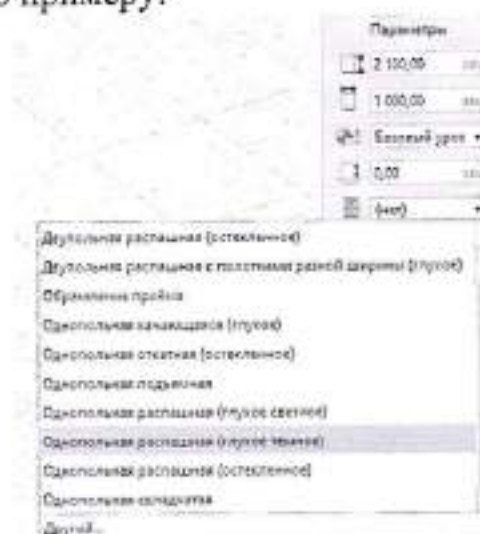 примеру.
Параметры
2 100,00
1 000,00
Базовый уров
0,00
(нет)
Двупольная распашная (остекленное)
Двупольная распашная с полотнами разной ширины (глухое)
Обрамление проёма
Однопольная качающаяся (глухое)
Однопольная откатная (остекленное)
Однопольная подъемная
Однопольная распашная (глухое светлое)
Однопольная распашная (глухое темное)
Однопольная распашная (остекленное)
Однопольная складчатая
Другой...